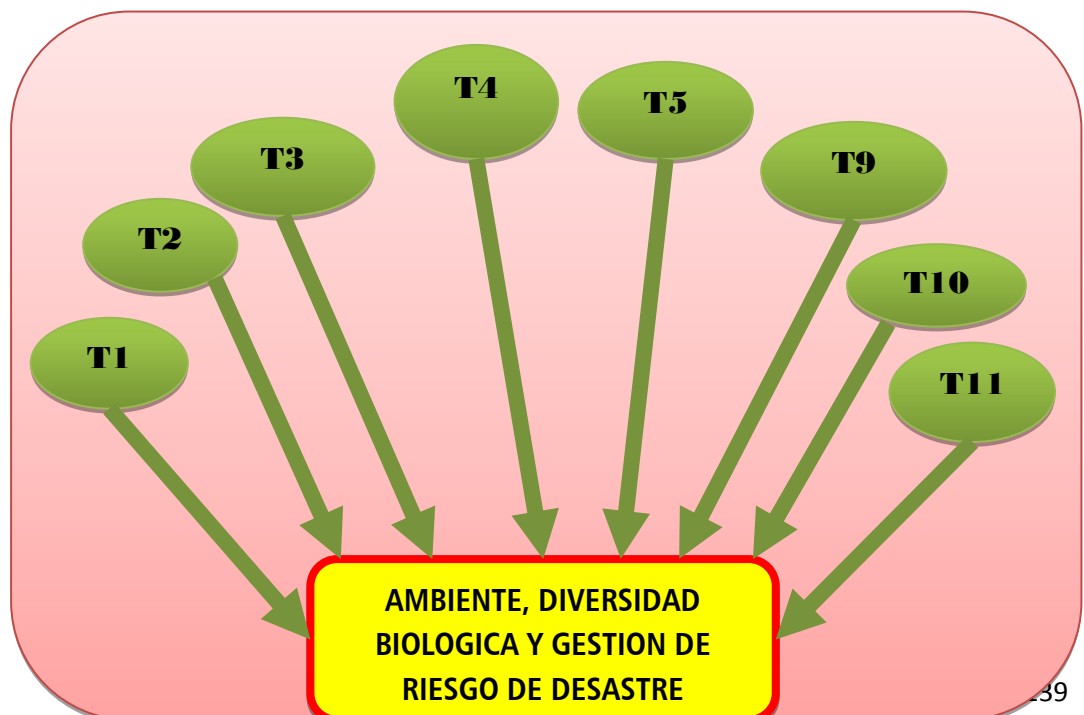 T4
T5
T3
T9
T2
T10
T1
T11
AMBIENTE, DIVERSIDAD
BIOLOGICA Y GESTION DE
RIESGO DE DESASTRE